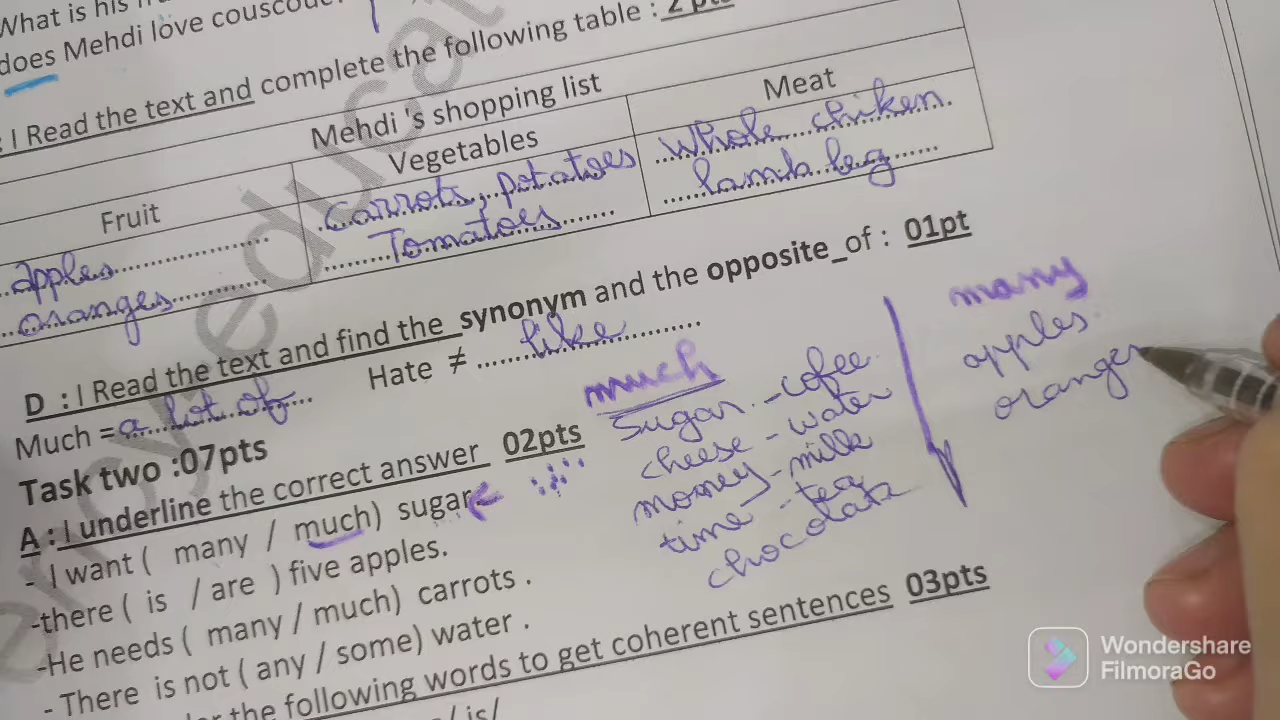 What is his
does Mehdi love couscous?
: I Read the text and complete the following table : 2 pts
Mehdi 's shopping list
Fruit Vegetables Meat
apples carrots, potatoes whole chiken
oranges Tomatoes lamb leg
D : I Read the text and find the synonym and the opposite of : 01pt
Much = a lot of Hate ≠ like
Task two :07pts
A : I underline the correct answer 02pts
- I want ( many / much) sugar
-there ( is / are ) five apples.
-He needs ( many / much) carrots .
- There is not ( any / some) water .
the following words to get coherent sentences 03pts
/ is/
much
sugar - cofee
cheese - water
money - milk
time - tea
chocolate
many
apples
oranges
Wondershare
FilmoraGo